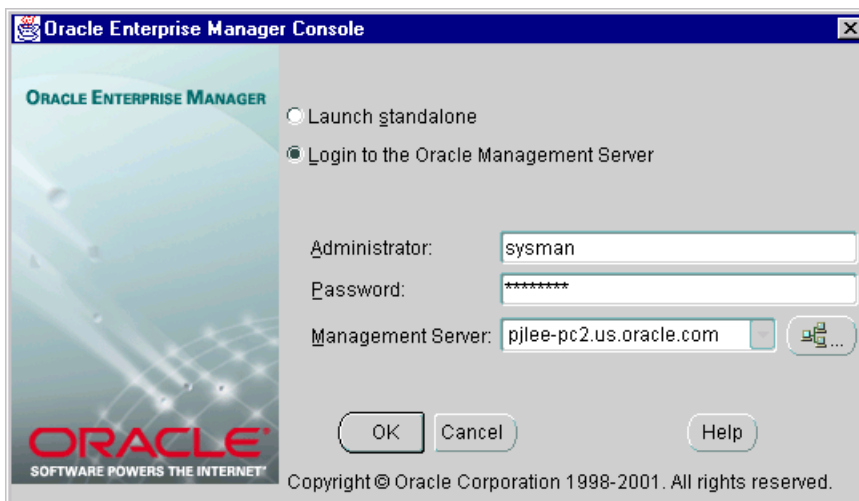 Oracle Enterprise Manager Console
ORACLE ENTERPRISE MANAGER
Launch standalone
Login to the Oracle Management Server
Administrator: sysman
Password: ********
Management Server: pjlee-pc2.us.oracle.com ...
ORACLE®
SOFTWARE POWERS THE INTERNET™
OK Cancel Help
Copyright © Oracle Corporation 1998-2001. All rights reserved.